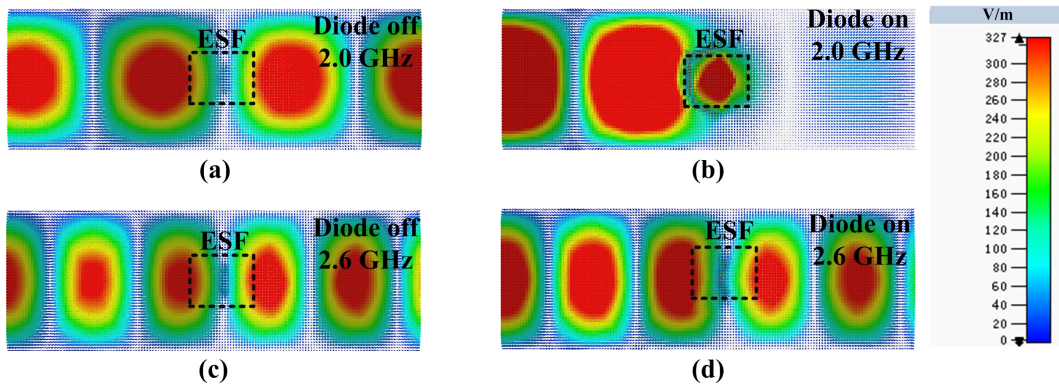 Diode off
ESF
2.0 GHz
(a)
Diode on
ESF
2.0 GHz
(b)
Diode off
ESF
2.6 GHz
(c)
Diode on
ESF
2.6 GHz
(d)
V/m
327
300
280
260
240
220
200
180
160
140
120
100
80
60
40
20
0